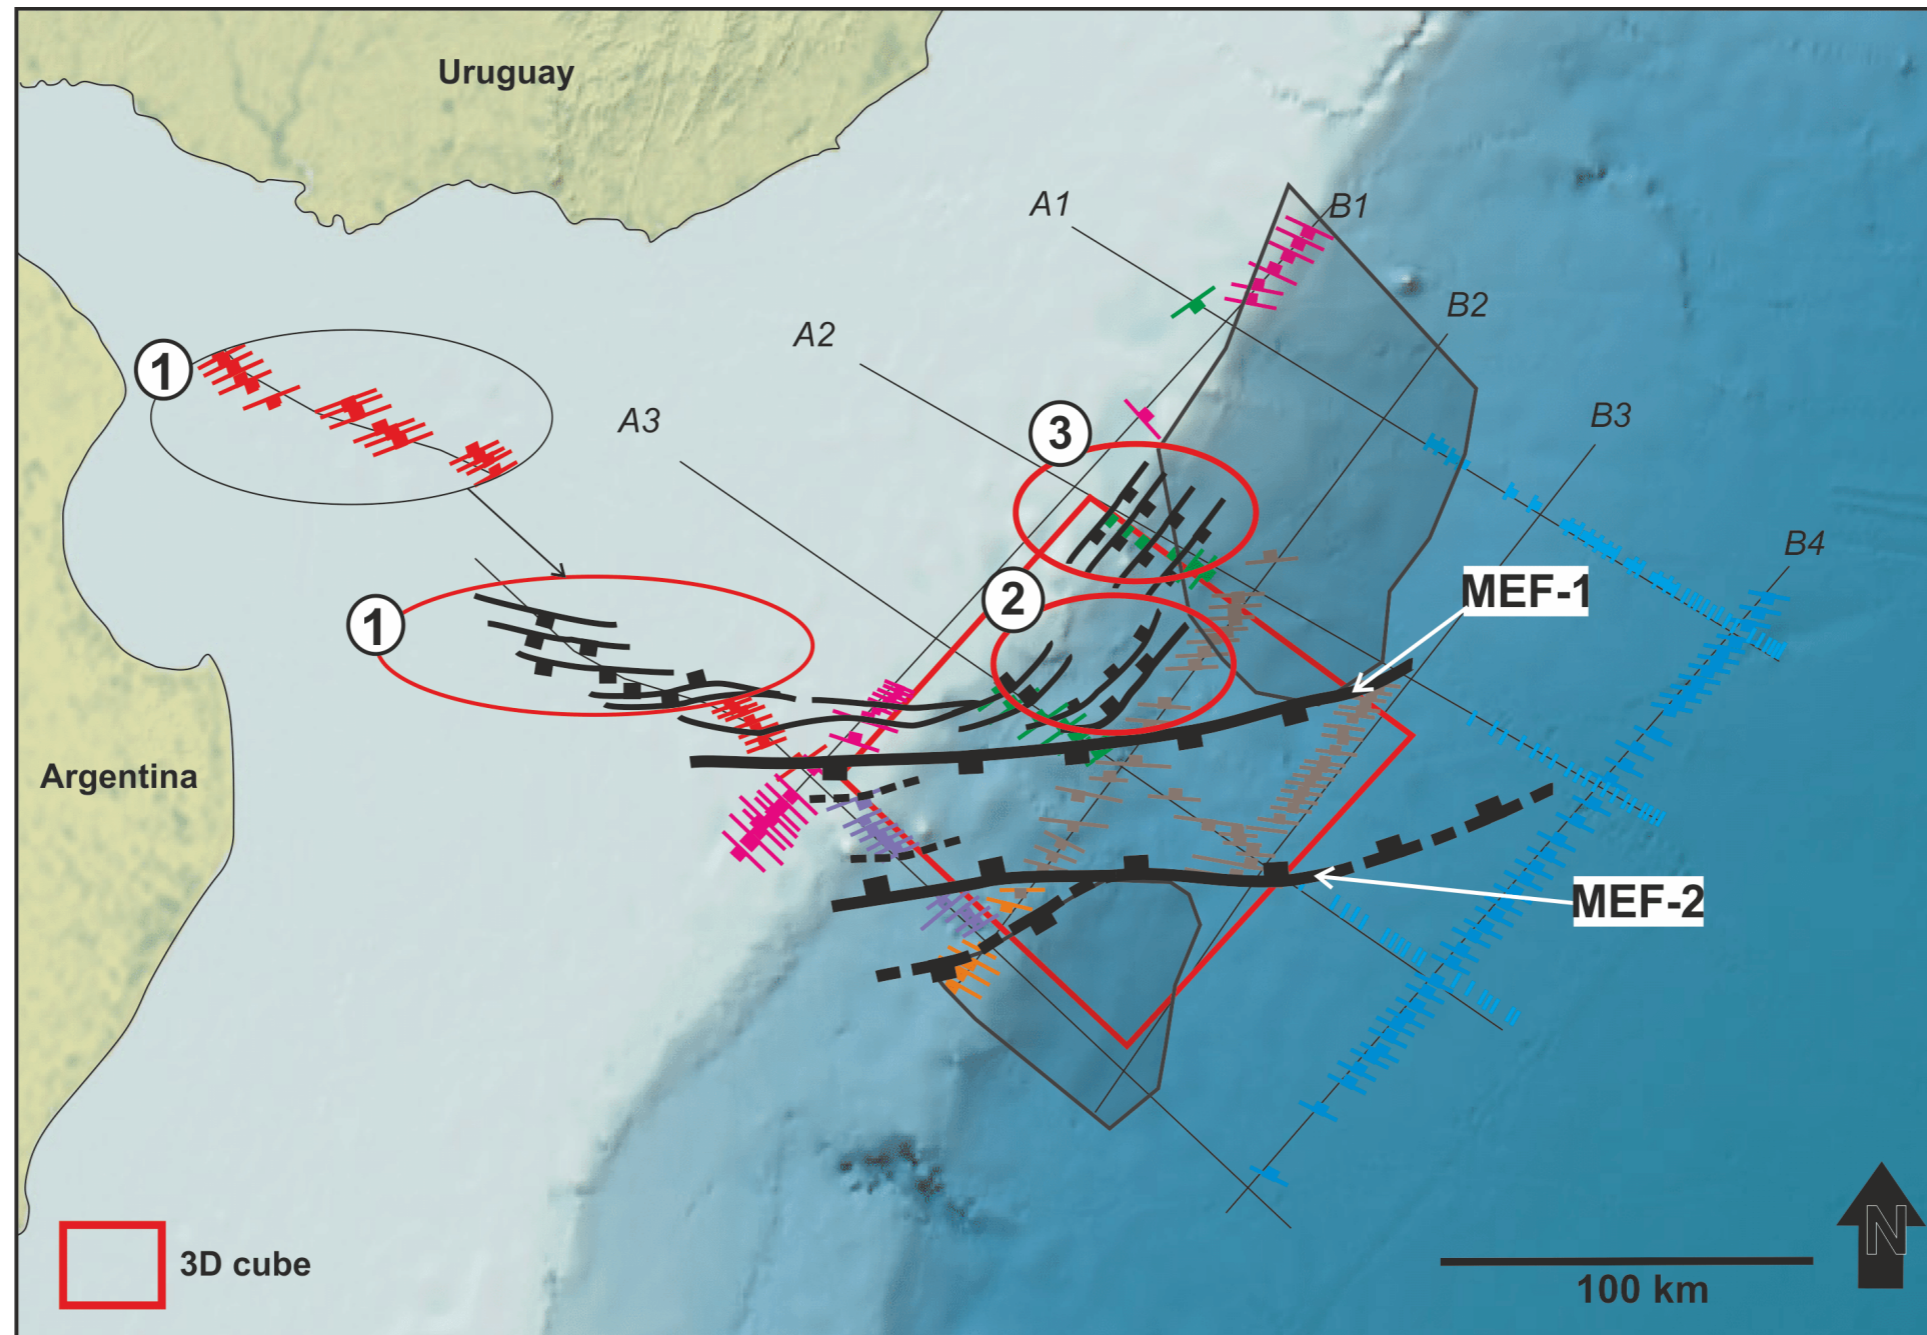 Uruguay
A1
B1
B2
A2
1
A3
B3
3
B4
2
MEF-1
1
Argentina
MEF-2
3D cube
N
100 km